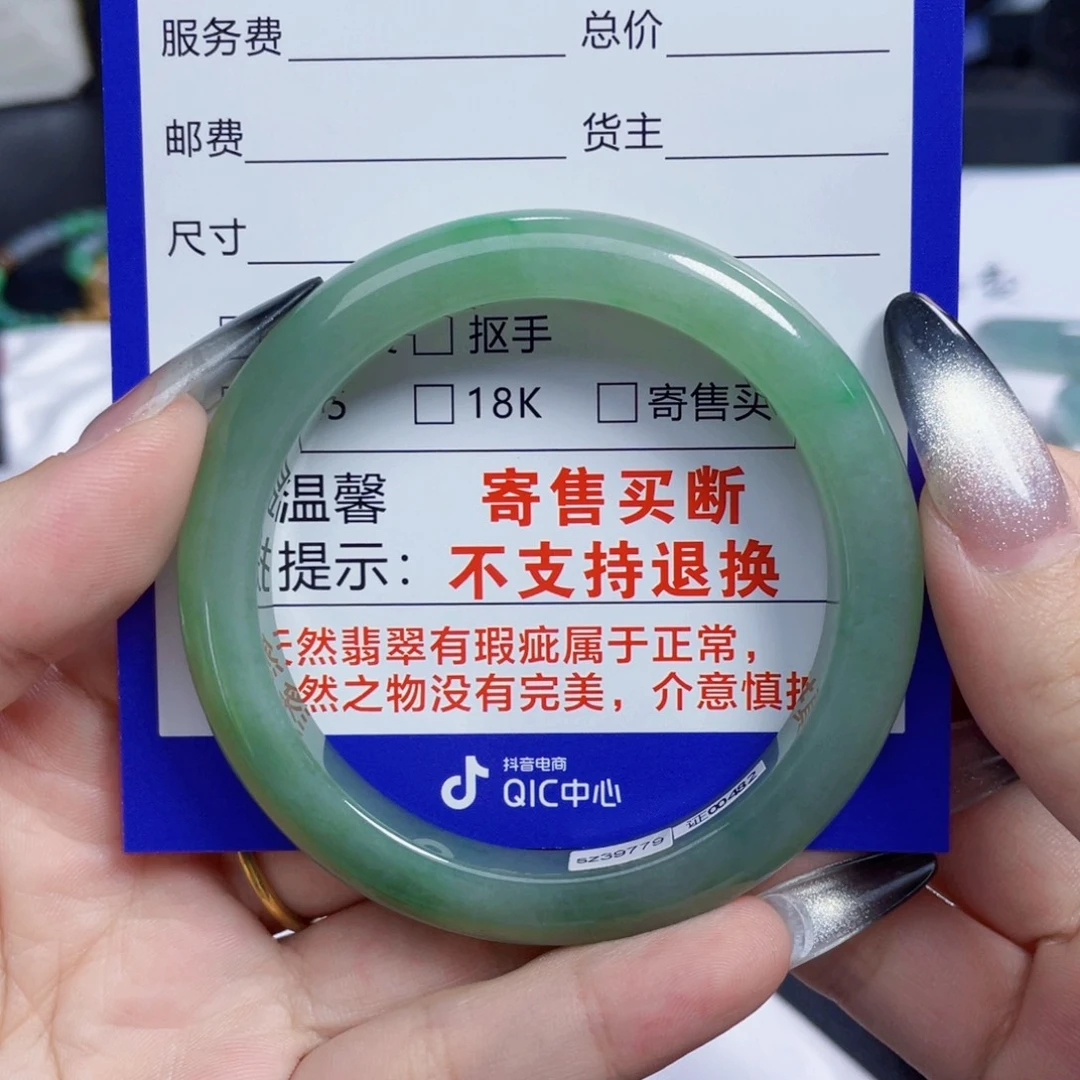 服务费 总价
邮费 货主
尺寸
抠手
5 18K 寄售买
温馨 寄售买断
提示： 不支持退换
然翡翠有瑕疵属于正常，
然之物没有完美，介意慎拍
抖音电商
QIC中心
sz39779